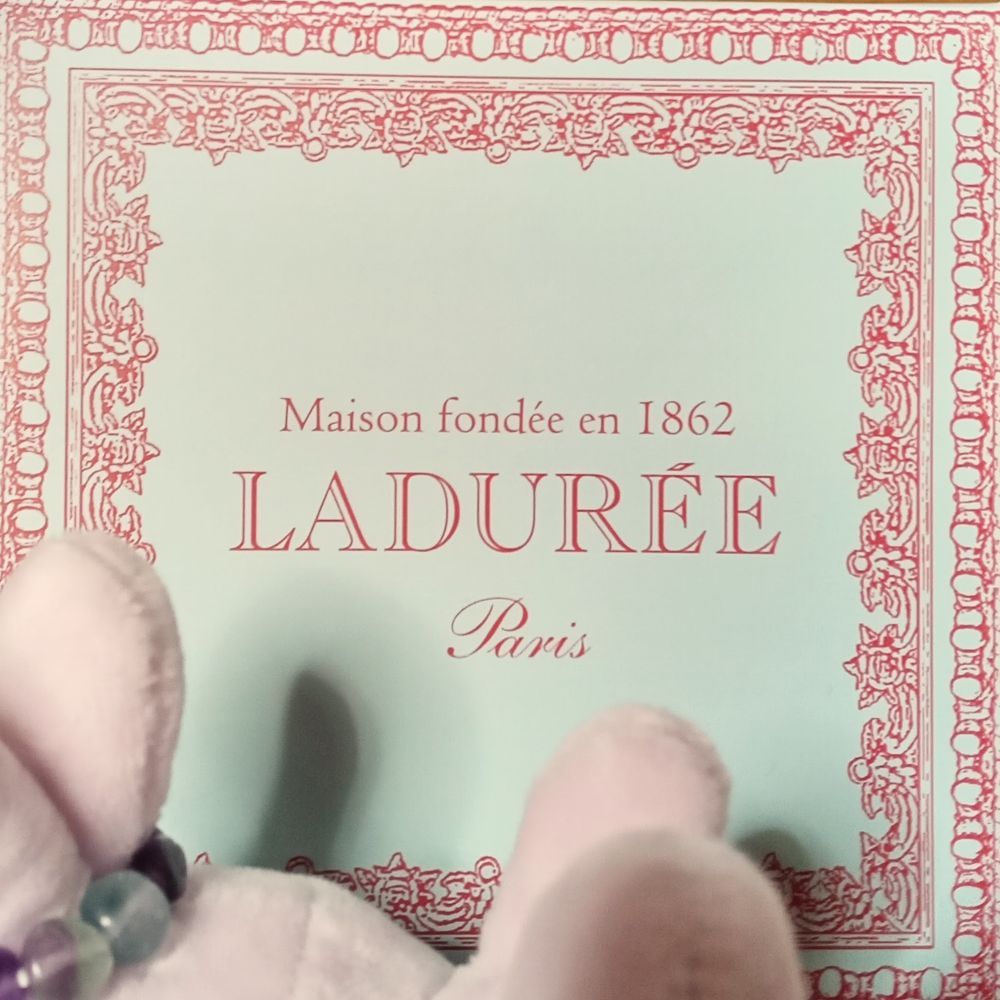 Maison fondée en 1862
LADURÉE
Paris